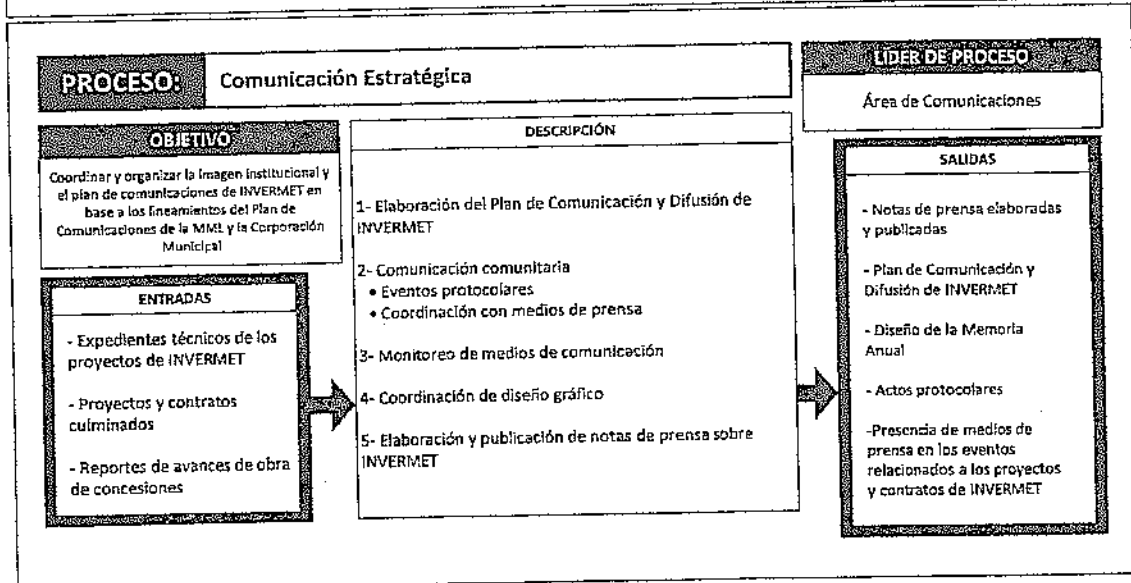 PROCESO:
Comunicación Estratégica
LIDER DE PROCESO
Área de Comunicaciones
OBJETIVO
Coordinar y organizar la imagen institucional y
el plan de comunicaciones de INVERMET en
base a los lineamientos del Plan de
Comunicaciones de la MML y la Corporación
Municipal
ENTRADAS
- Expedientes técnicos de los
proyectos de INVERMET
- Proyectos y contratos
culminados
- Reportes de avances de obra
de concesiones
DESCRIPCIÓN
1- Elaboración del Plan de Comunicación y Difusión de
INVERMET
2- Comunicación comunitaria
• Eventos protocolares
• Coordinación con medios de prensa
3- Monitoreo de medios de comunicación
4- Coordinación de diseño gráfico
5- Elaboración y publicación de notas de prensa sobre
INVERMET
SALIDAS
- Notas de prensa elaboradas
y publicadas
- Plan de Comunicación y
Difusión de INVERMET
- Diseño de la Memoria
Anual
- Actos protocolares
-Presencia de medios de
prensa en los eventos
relacionados a los proyectos
y contratos de INVERMET